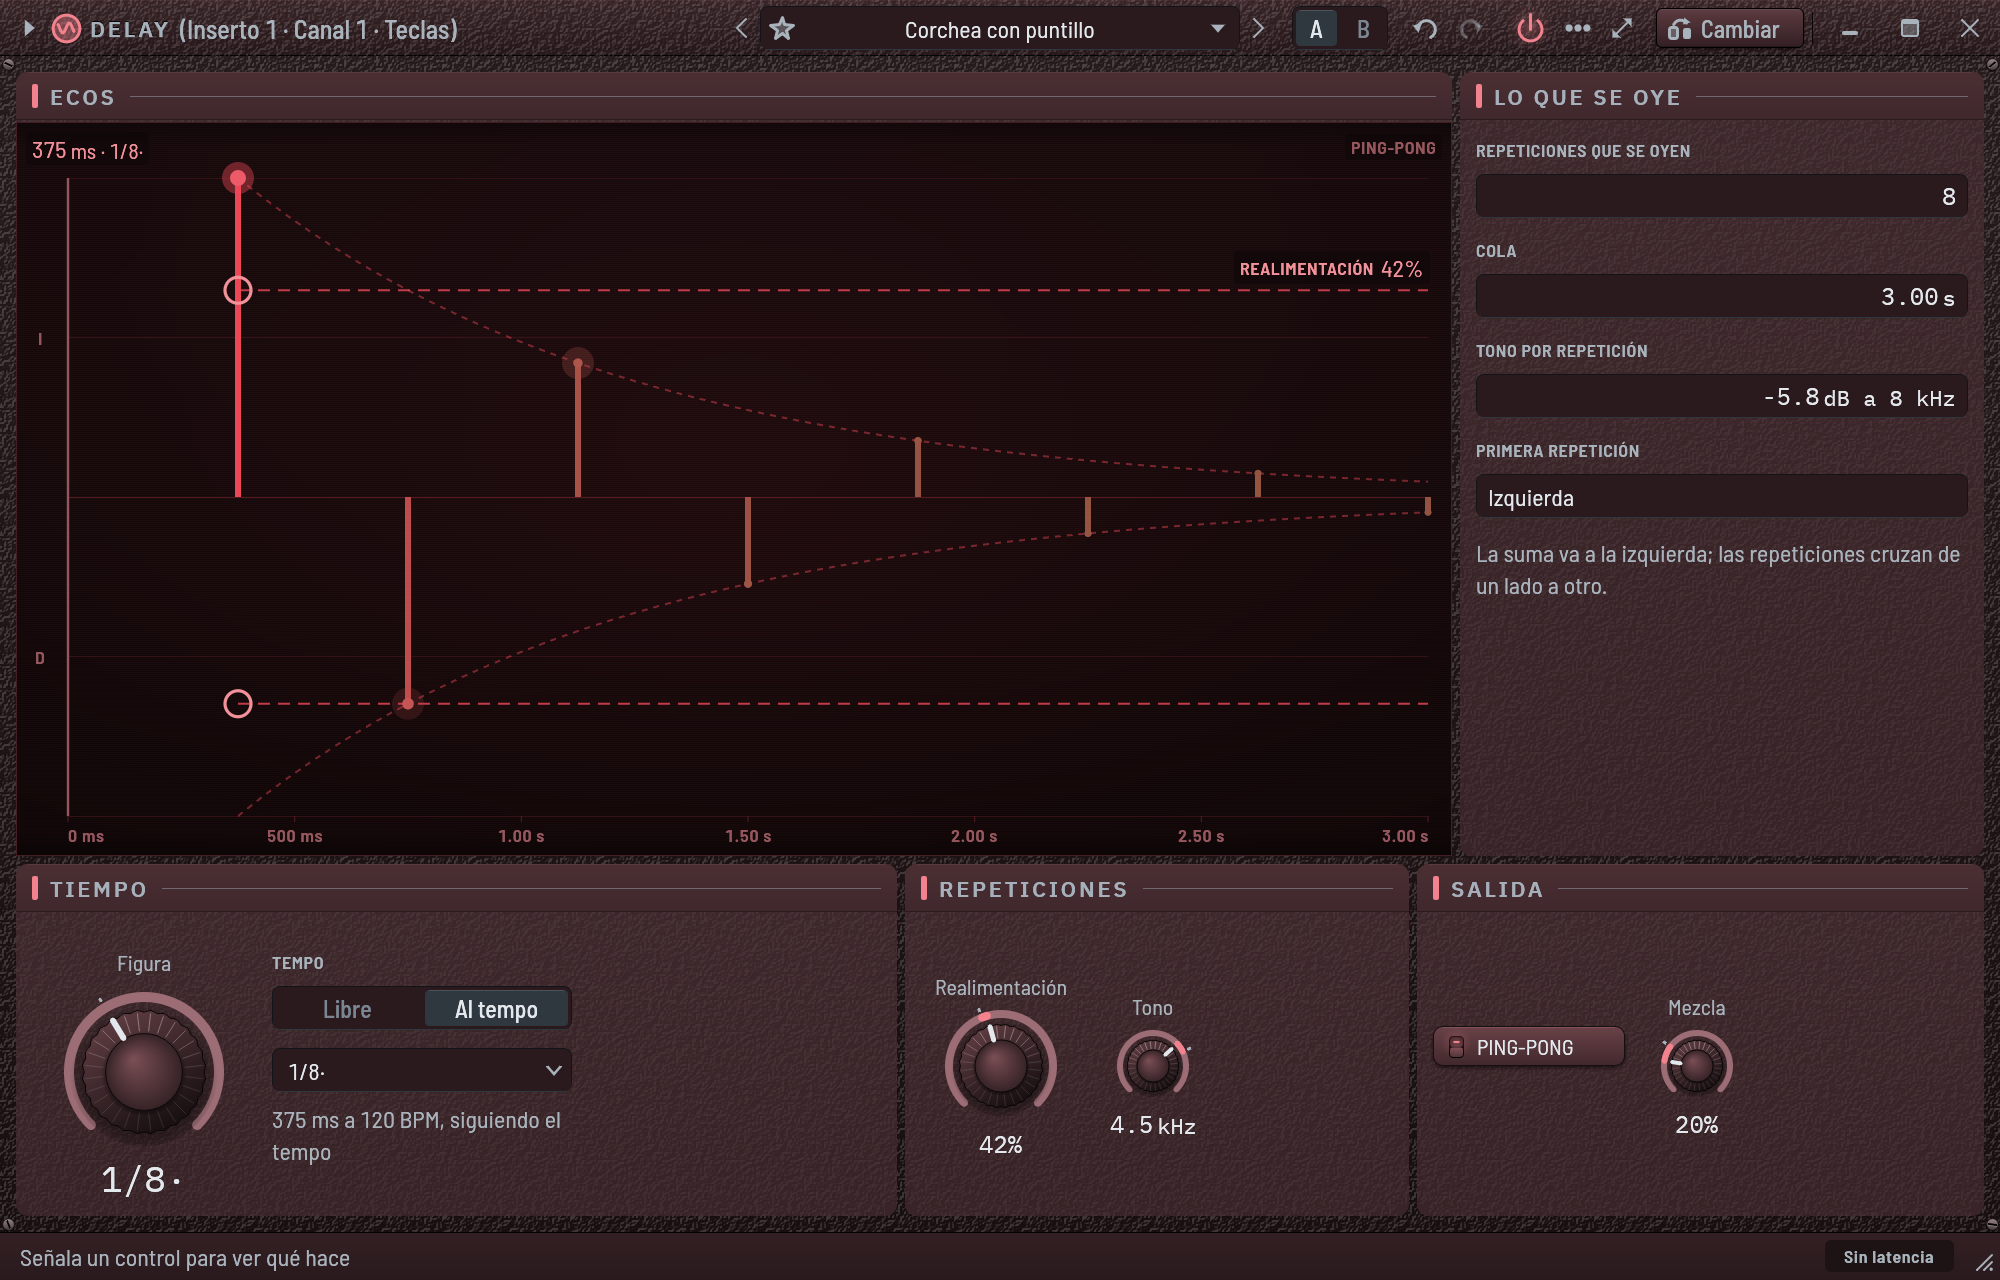 DELAY (Inserto 1 · Canal 1 · Teclas)
Corchea con puntillo
A B
Cambiar
ECOS
375 ms · 1/8·
PING-PONG
REALIMENTACIÓN 42%
I
D
0 ms 500 ms 1.00 s 1.50 s 2.00 s 2.50 s 3.00 s
LO QUE SE OYE
REPETICIONES QUE SE OYEN
8
COLA
3.00 s
TONO POR REPETICIÓN
-5.8 dB a 8 kHz
PRIMERA REPETICIÓN
Izquierda
La suma va a la izquierda; las repeticiones cruzan de
un lado a otro.
TIEMPO
Figura
1/8·
TEMPO
Libre Al tempo
1/8·
375 ms a 120 BPM, siguiendo el
tempo
REPETICIONES
Realimentación
42%
Tono
4.5 kHz
SALIDA
PING-PONG
Mezcla
20%
Señala un control para ver qué hace
Sin latencia